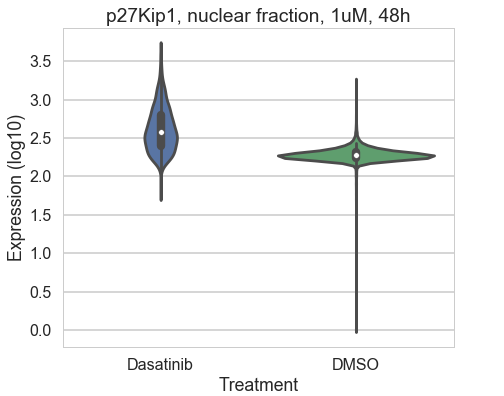 p27Kip1, nuclear fraction, 1uM, 48h
Expression (log10)
3.5
3.0
2.5
2.0
1.5
1.0
0.5
0.0
Dasatinib DMSO
Treatment